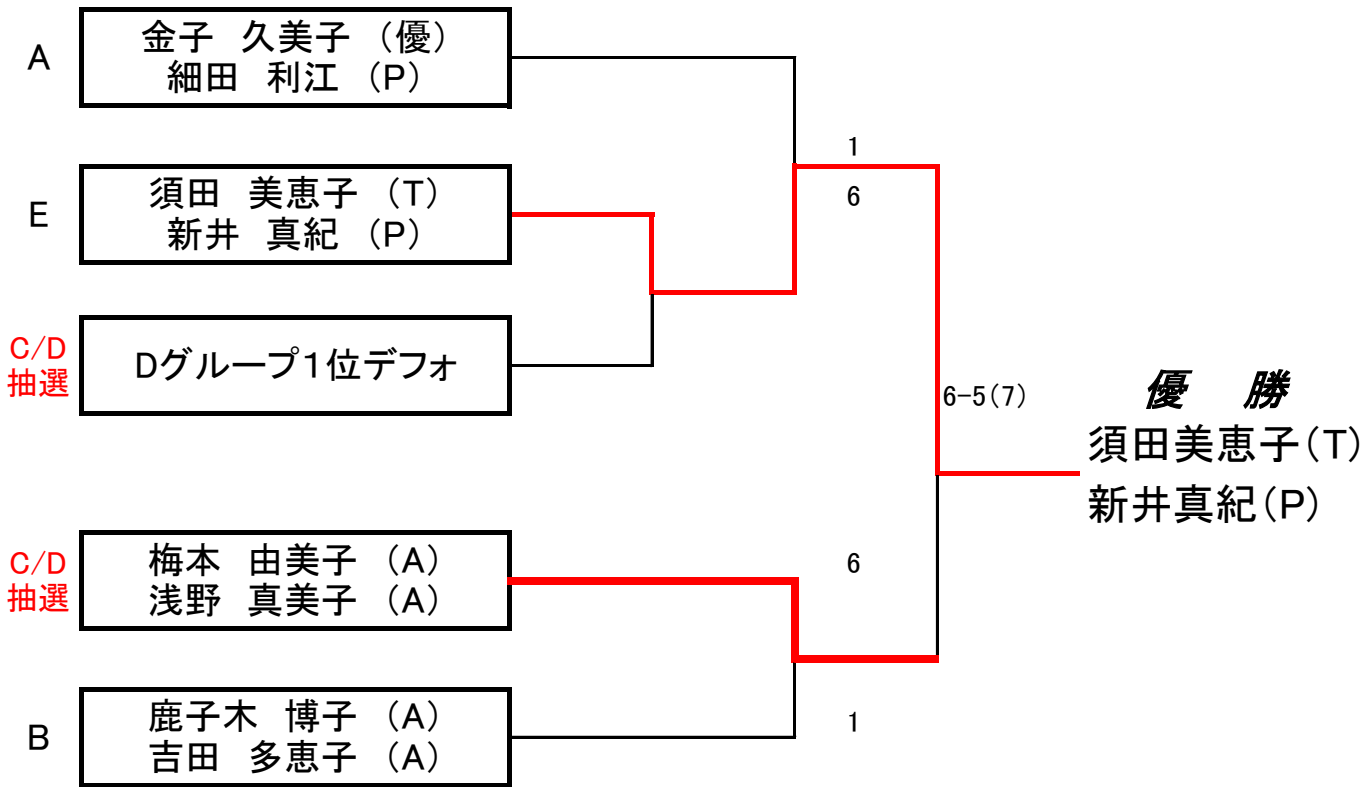 A
金子 久美子 (優)
細田 利江 (P)
1
E
須田 美恵子 (T)
新井 真紀 (P)
6
C/D
抽選
Dグループ1位デフォ
6-5(7)
優 勝
須田美恵子(T)
新井真紀(P)
C/D
抽選
梅本 由美子 (A)
浅野 真美子 (A)
6
B
鹿子木 博子 (A)
吉田 多恵子 (A)
1